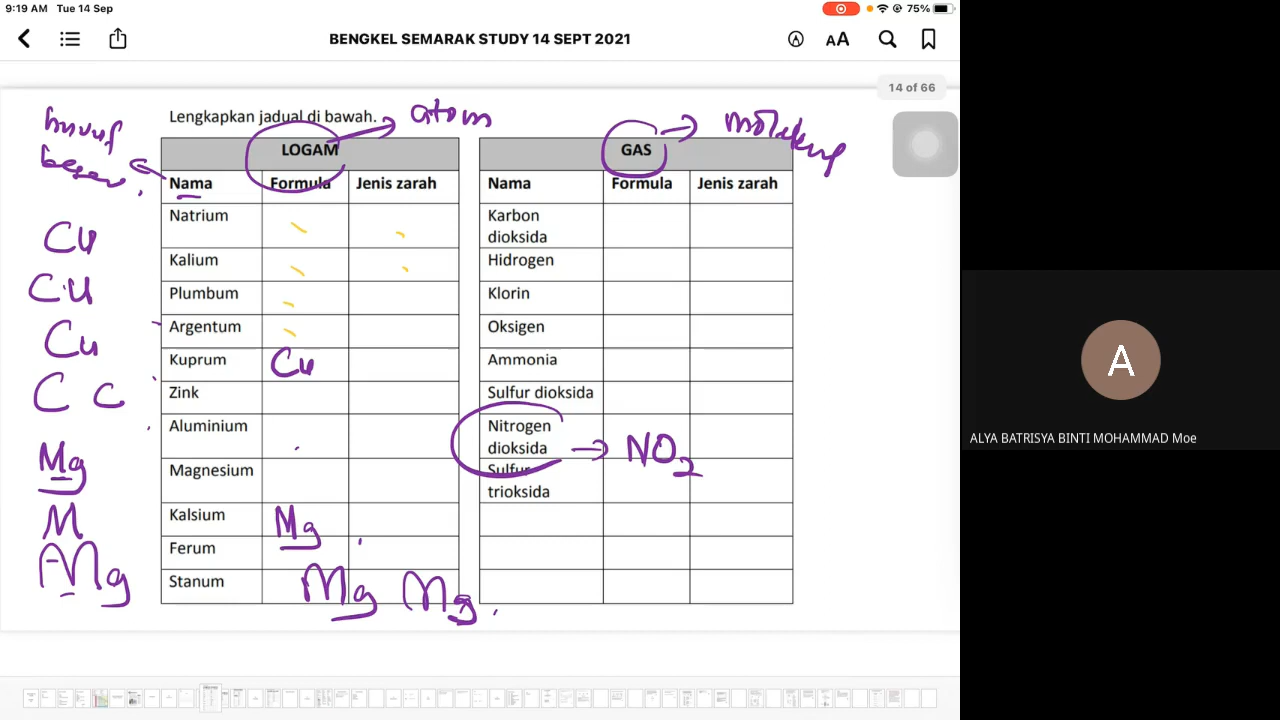 9:19 AM Tue 14 Sep
75%
BENGKEL SEMARAK STUDY 14 SEPT 2021
AA
14 of 66
Lengkapkan jadual di bawah.
atom
molekul
huruf
besar
LOGAM
Nama Formula Jenis zarah
Natrium
Kalium
Plumbum
Argentum
Kuprum Cu
Zink
Aluminium
Magnesium
Kalsium Mg
Ferum
Stanum Mg Mg
GAS
Nama Formula Jenis zarah
Karbon
dioksida
Hidrogen
Klorin
Oksigen
Ammonia
Sulfur dioksida
Nitrogen
dioksida NO2
Sulfur
trioksida
Cu
CU
Cu
C C
Mg
M
Mg
A
ALYA BATRISYA BINTI MOHAMMAD Moe